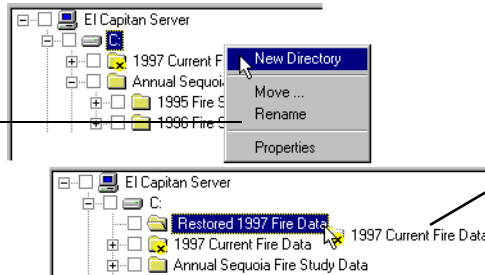 El Capitan Server
C:
1997 Current F
New Directory
Annual Sequoi
Move ...
1995 Fire S
Rename
1996 Fire S
Properties
El Capitan Server
C:
Restored 1997 Fire Data
1997 Current Fire Data
1997 Current Fire Data
Annual Sequoia Fire Study Data